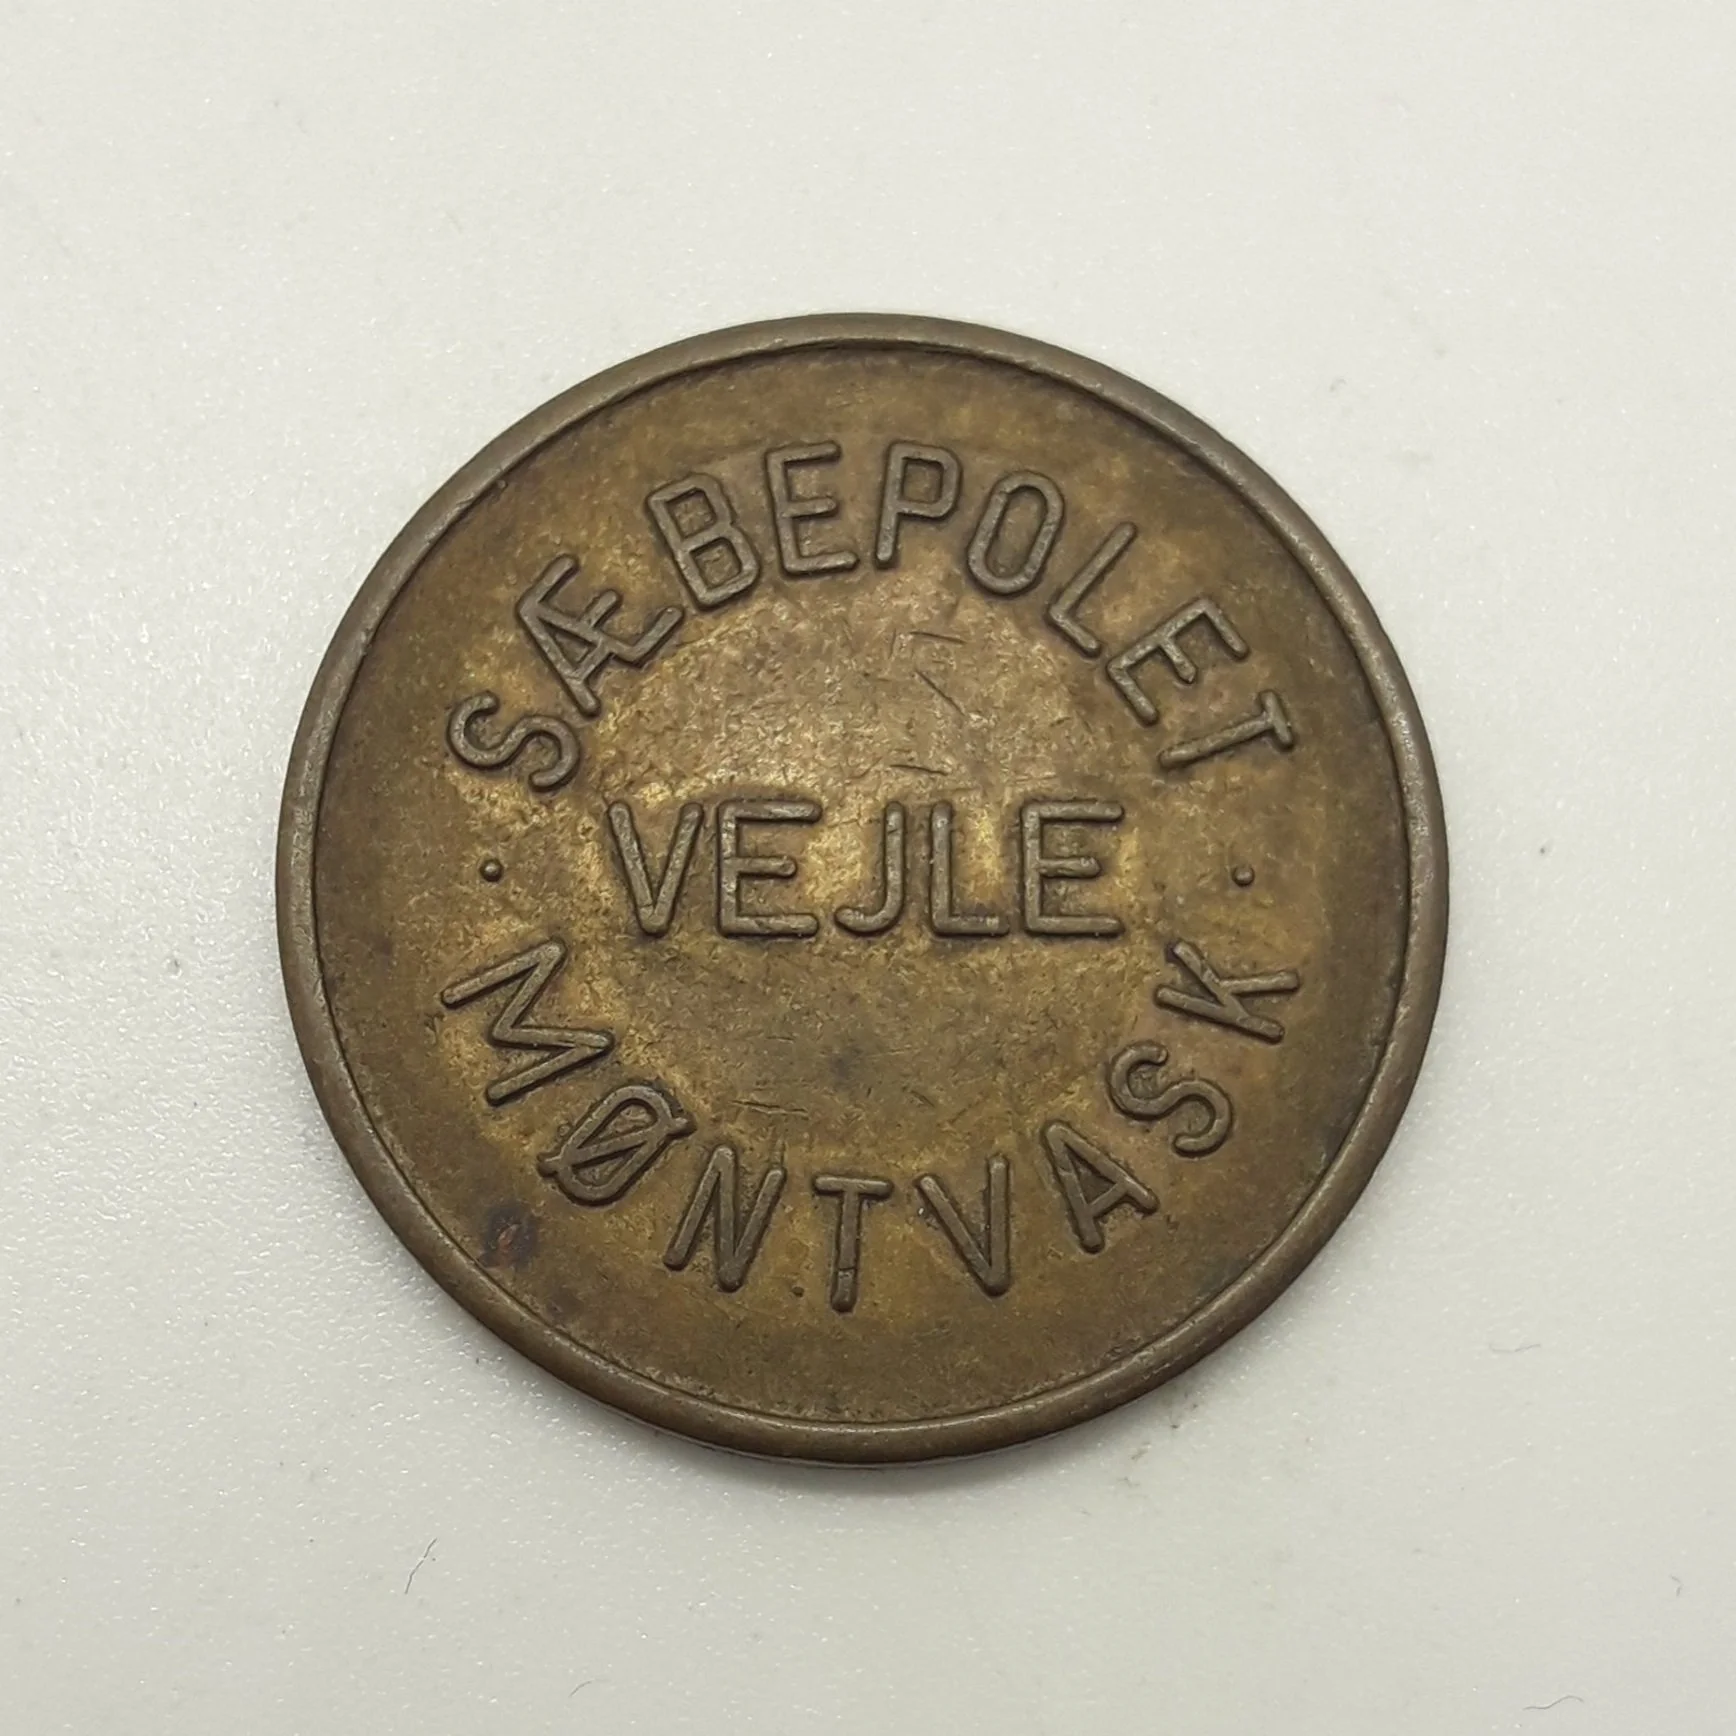 SÆBEPOLET
· VEJLE ·
MØNTVASK